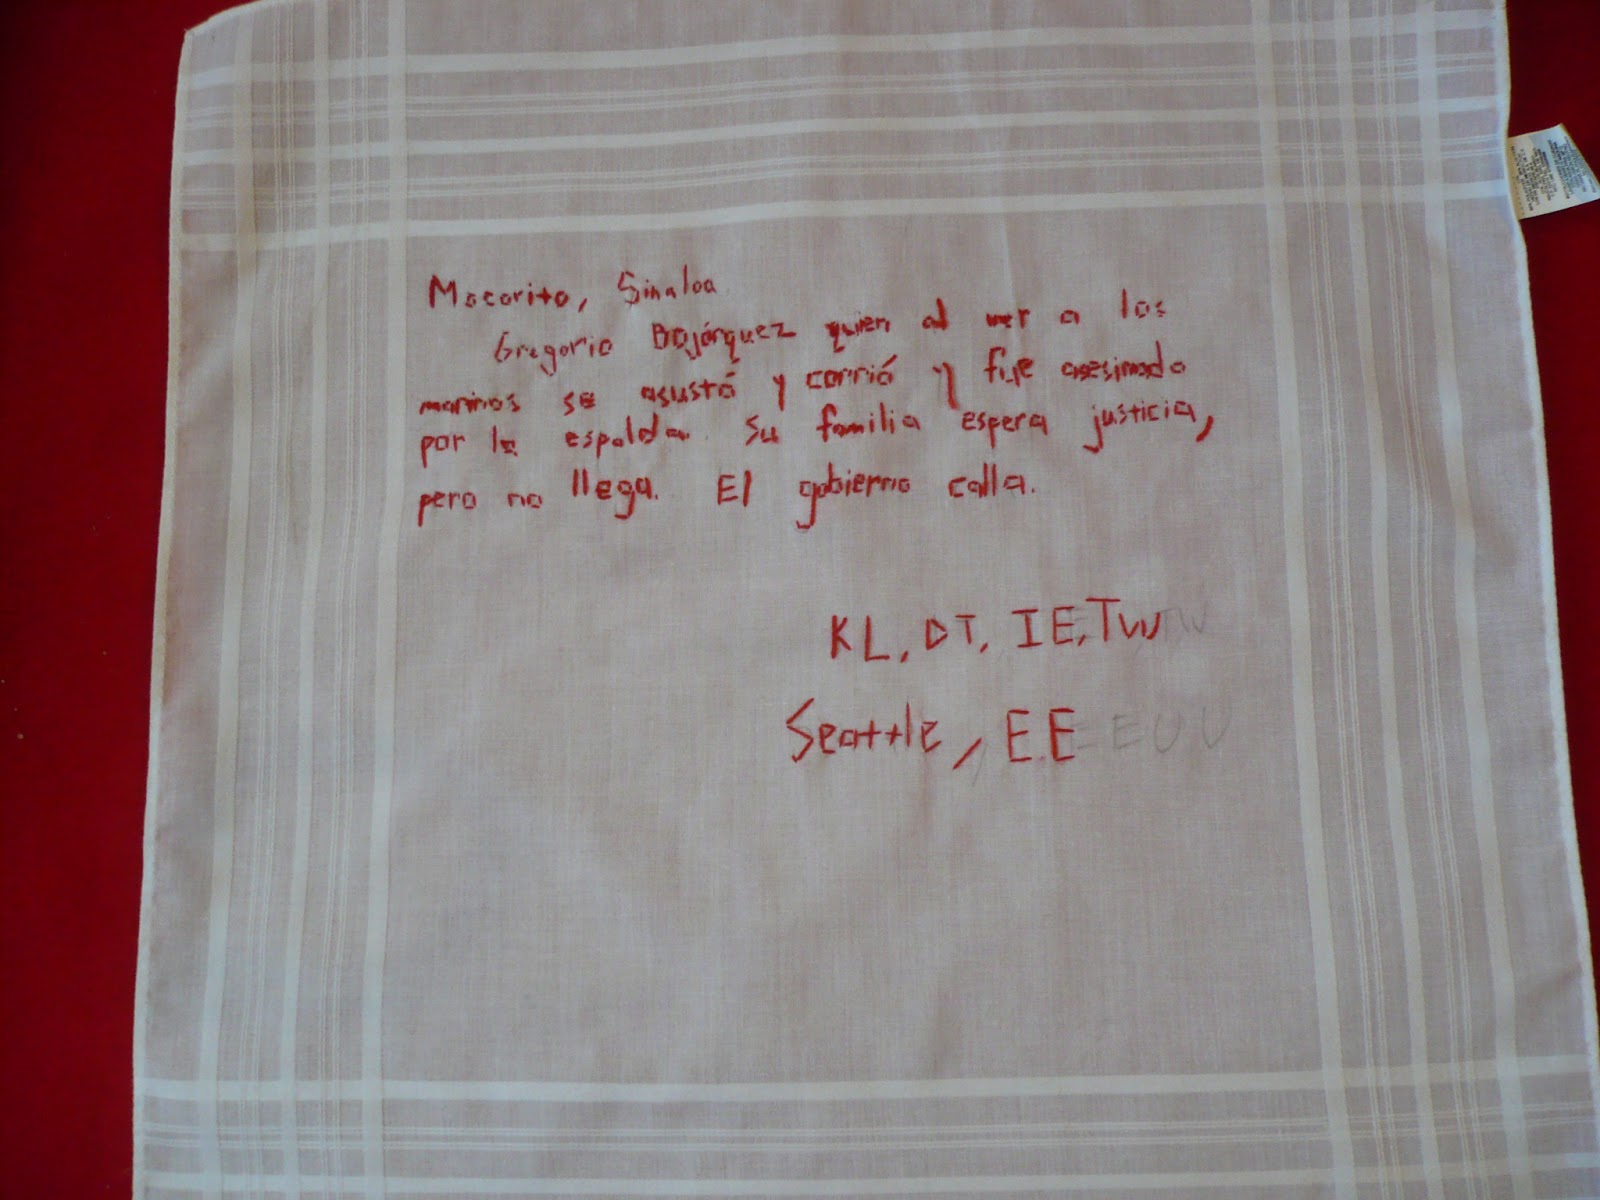 Mocorito, Sinaloa
Gregorio Bojórquez quien al ver a los
marinos se asustó y corrió y fue asesinado
por la espalda. Su familia espera justicia,
pero no llega. El gobierno calla.
KL, DT, IE, TW
Seattle, E.E U U